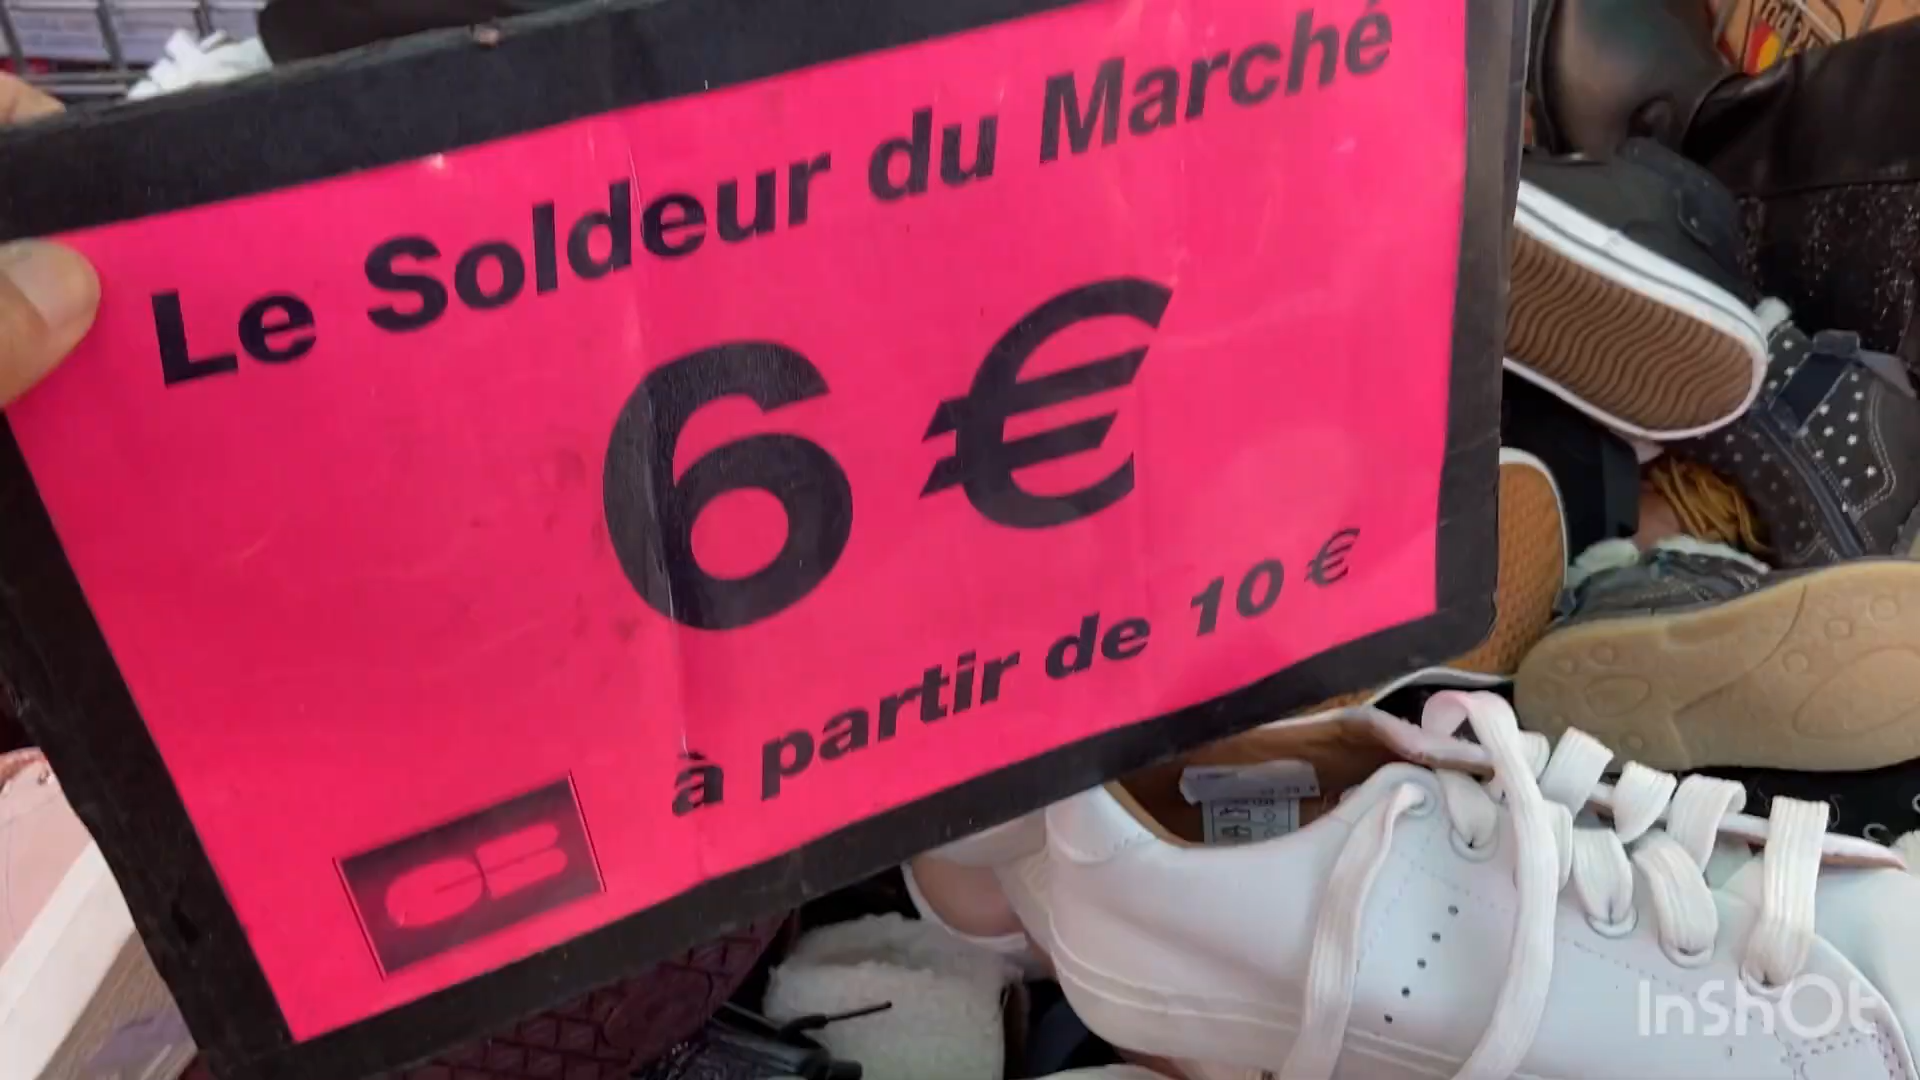 Le Soldeur du Marché
6 €
à partir de 10 €
CB
InShOt